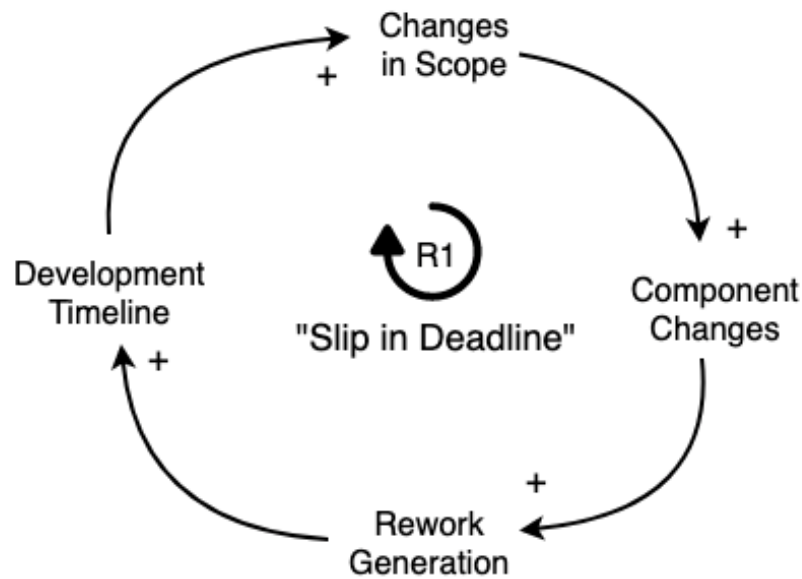 Changes
in Scope
+
+
R1
Development
Timeline
Component
Changes
"Slip in Deadline"
+
+
Rework
Generation